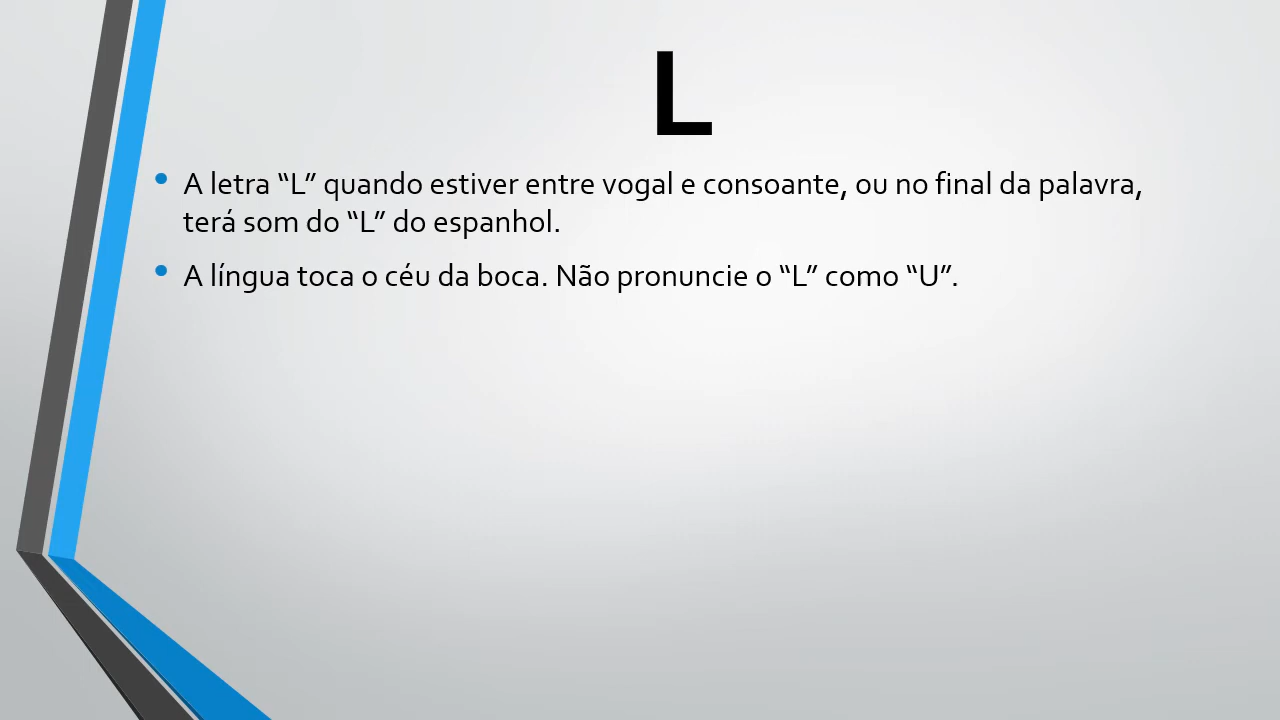 L
• A letra “L” quando estiver entre vogal e consoante, ou no final da palavra,
terá som do “L” do espanhol.
• A língua toca o céu da boca. Não pronuncie o “L” como “U”.